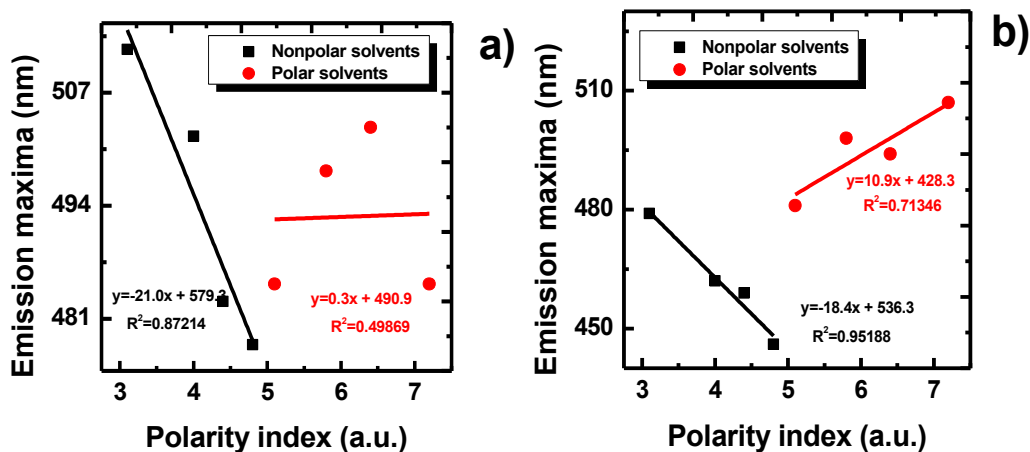 Nonpolar solvents
Polar solvents
a)
Emission maxima (nm)
507
494
481
y=-21.0x + 579.3
R²=0.87214
y=0.3x + 490.9
R²=0.49869
3 4 5 6 7
Polarity index (a.u.)
Nonpolar solvents
Polar solvents
b)
Emission maxima (nm)
510
480
450
y=10.9x + 428.3
R²=0.71346
y=-18.4x + 536.3
R²=0.95188
3 4 5 6 7
Polarity index (a.u.)